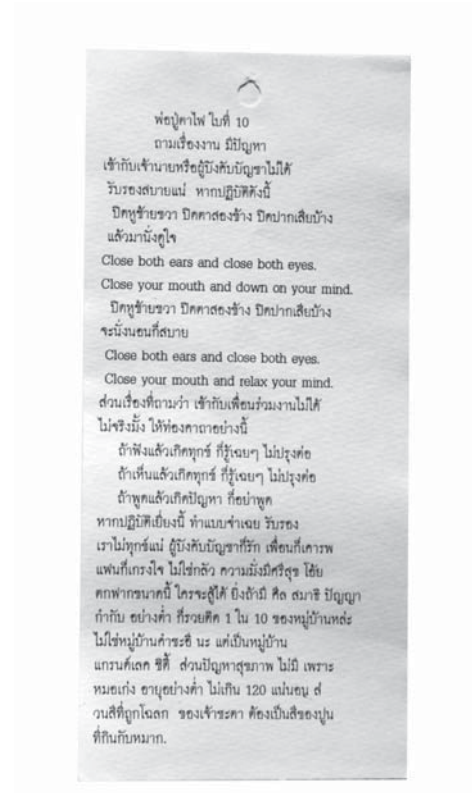 พ่อปู่ตาไฟ ใบที่ 10
ถามเรื่องงาน มีปัญหา
เข้ากับเจ้านายหรือผู้บังคับบัญชาไม่ได้
รับรองสบายแน่ หากปฏิบัติดังนี้
ปิดหูซ้ายขวา ปิดตาสองข้าง ปิดปากเสียบ้าง
แล้วมานั่งดูใจ
Close both ears and close both eyes.
Close your mouth and down on your mind.
ปิดหูซ้ายขวา ปิดตาสองข้าง ปิดปากเสียบ้าง
จะนั่งนอนก็สบาย
Close both ears and close both eyes.
Close your mouth and relax your mind.
ส่วนเรื่องที่ถามว่า เข้ากับเพื่อนร่วมงานไม่ได้
ไม่จริงมั้ง ให้ท่องคาถาอย่างนี้
ถ้าฟังแล้วเกิดทุกข์ ก็รู้เฉยๆ ไม่ปรุงต่อ
ถ้าเห็นแล้วเกิดทุกข์ ก็รู้เฉยๆ ไม่ปรุงต่อ
ถ้าพูดแล้วเกิดปัญหา ก็อย่าพูด
หากปฏิบัติเยี่ยงนี้ ทำแบบจำเฉย รับรอง
เราไม่ทุกข์แน่ ผู้บังคับบัญชาก็รัก เพื่อนก็เคารพ
แฟนก็เกรงใจ ไม่ใช่กลัว ความมั่งมีศรีสุข โอ้ย
ตกฟากขนาดนี้ ใครจะสู้ได้ ยิ่งถ้ามี ศีล สมาธิ ปัญญา
กำกับ อย่างต่ำ ก็รวยติด 1 ใน 10 ของหมู่บ้านหล่ะ
ไม่ใช่หมู่บ้านคำชะอี นะ แต่เป็นหมู่บ้าน
แกรนด์เลค ซิตี้ ส่วนปัญหาสุขภาพ ไม่มี เพราะ
หมอเก่ง อายุอย่างต่ำ ไม่เกิน 120 แน่นอน ส่
วนสีที่ถูกโฉลก ของเจ้าชะตา ต้องเป็นสีของปูน
ที่กินกับหมาก.